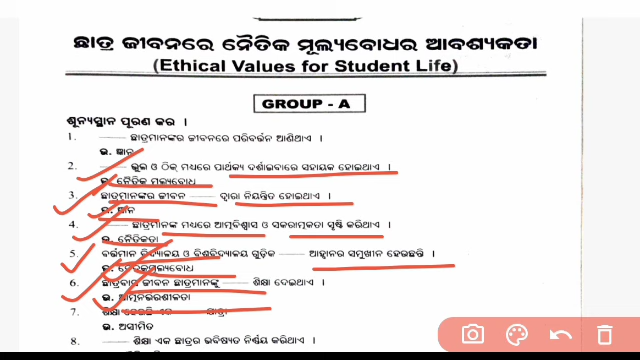 ଛାତ୍ର ଜୀବନରେ ନୈତିକ ମୂଲ୍ୟବୋଧର ଆବଶ୍ୟକତା
(Ethical Values for Student Life)
GROUP - A
ଶୂନ୍ୟସ୍ଥାନ ପୂରଣ କର ।
1. —— ଛାତ୍ରମାନଙ୍କର ଜୀବନରେ ପରିବର୍ତ୍ତନ ଆଣିଥାଏ ।
ଉ. ଜ୍ଞାନ
2. —— ଭୁଲ ଓ ଠିକ୍ ମଧ୍ୟରେ ପାର୍ଥକ୍ୟ ଦର୍ଶାଇବାରେ ସହାୟକ ହୋଇଥାଏ ।
ଉ. ନୈତିକ ମୂଲ୍ୟବୋଧ
3. ଛାତ୍ରମାନଙ୍କର ଜୀବନ —— ଦ୍ୱାରା ନିୟନ୍ତ୍ରିତ ହୋଇଥାଏ ।
ଉ. ଜ୍ଞାନ
4. —— ଛାତ୍ରମାନଙ୍କ ମଧ୍ୟରେ ଆତ୍ମବିଶ୍ୱାସ ଓ ସକରାତ୍ମକତା ସୃଷ୍ଟି କରିଥାଏ ।
ଉ. ନୈତିକତା
5. ବର୍ତ୍ତମାନ ବିଦ୍ୟାଳୟ ଓ ବିଶ୍ୱବିଦ୍ୟାଳୟ ଗୁଡ଼ିକ —— ଆହ୍ୱାନର ସମ୍ମୁଖୀନ ହେଉଛନ୍ତି ।
ଉ. ନୈତିକମୂଲ୍ୟବୋଧ
6. ଛାତ୍ରବାସ ଜୀବନ ଛାତ୍ରମାନଙ୍କୁ —— ଶିକ୍ଷା ଦେଇଥାଏ ।
ଉ. ଆତ୍ମନିର୍ଭରଶୀଳତା
7. ଶିକ୍ଷା ହେଉଛି ଏକ —— ଯାତ୍ରା
ଉ. ଅସୀମିତ
8. —— ଶିକ୍ଷା ଏକ ଛାତ୍ରର ଭବିଷ୍ୟତ ନିର୍ଣ୍ଣୟ କରିଥାଏ ।